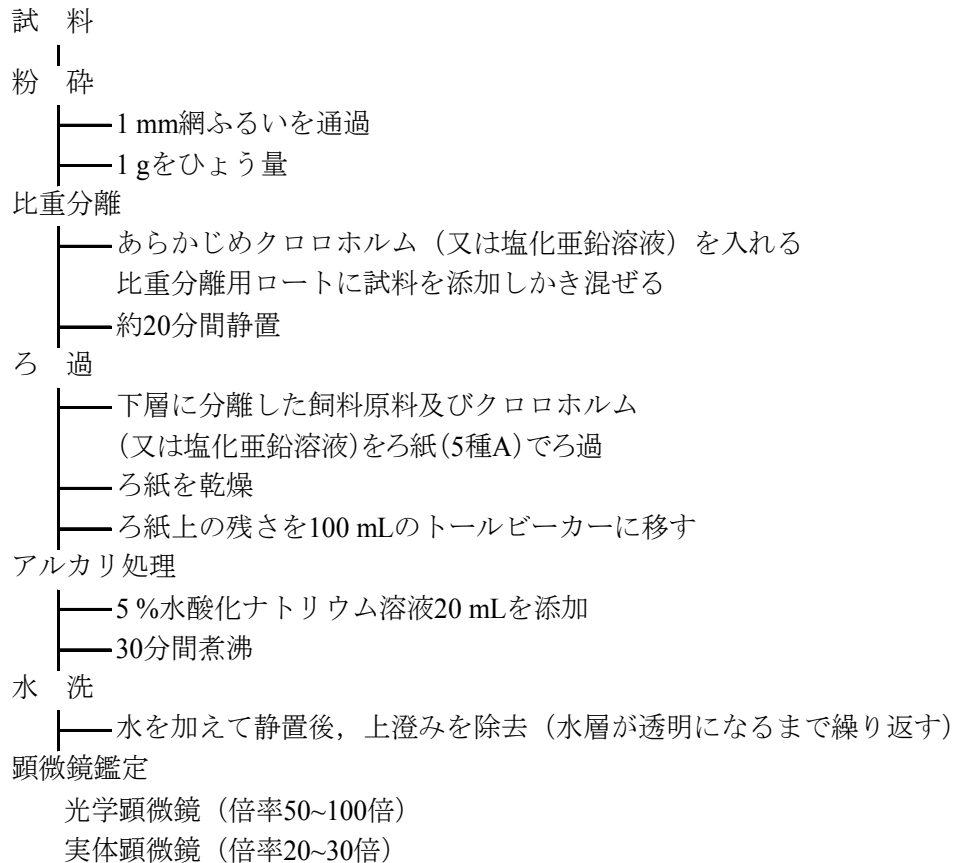 試　料
粉　砕
1 mm網ふるいを通過
1 gをひょう量
比重分離
あらかじめクロロホルム（又は塩化亜鉛溶液）を入れる
比重分離用ロートに試料を添加しかき混ぜる
約20分間静置
ろ　過
下層に分離した飼料原料及びクロロホルム
（又は塩化亜鉛溶液）をろ紙（5種A）でろ過
ろ紙を乾燥
ろ紙上の残さを100 mLのトールビーカーに移す
アルカリ処理
5 %水酸化ナトリウム溶液20 mLを添加
30分間煮沸
水　洗
水を加えて静置後，上澄みを除去（水層が透明になるまで繰り返す）
顕微鏡鑑定
光学顕微鏡（倍率50~100倍）
実体顕微鏡（倍率20~30倍）